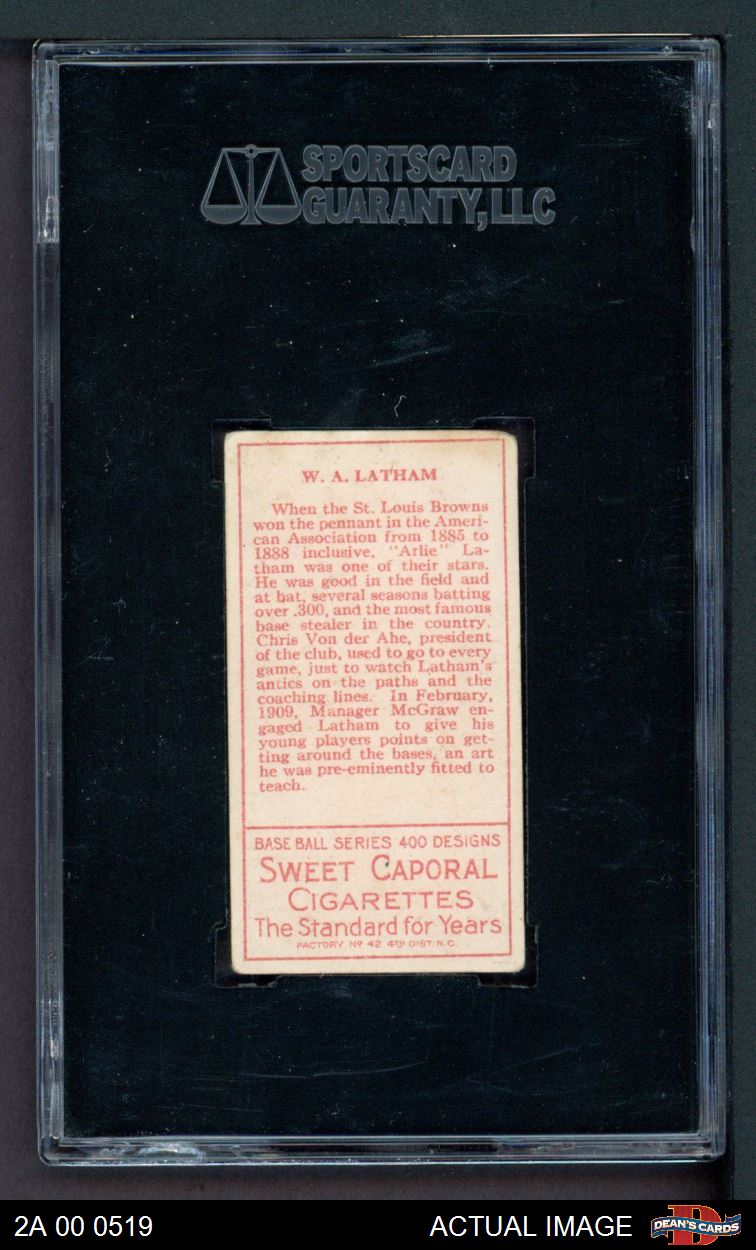 SPORTSCARD
GUARANTY, LLC
W. A. LATHAM
When the St. Louis Browns
won the pennant in the Ameri-
can Association from 1885 to
1888 inclusive, "Arlie" La-
tham was one of their stars.
He was good in the field and
at bat, several seasons batting
over .300, and the most famous
base stealer in the country.
Chris Von der Ahe, president
of the club, used to go to every
game, just to watch Latham's
antics on the paths and the
coaching lines. In February,
1909, Manager McGraw en-
gaged Latham to give his
young players points on get-
ting around the bases, an art
he was pre-eminently fitted to
teach.
BASE BALL SERIES 400 DESIGNS
SWEET CAPORAL
CIGARETTES
The Standard for Years
FACTORY Nº 42 4TH DIST. N.C.
2A 00 0519
ACTUAL IMAGE
DEAN'S CARDS